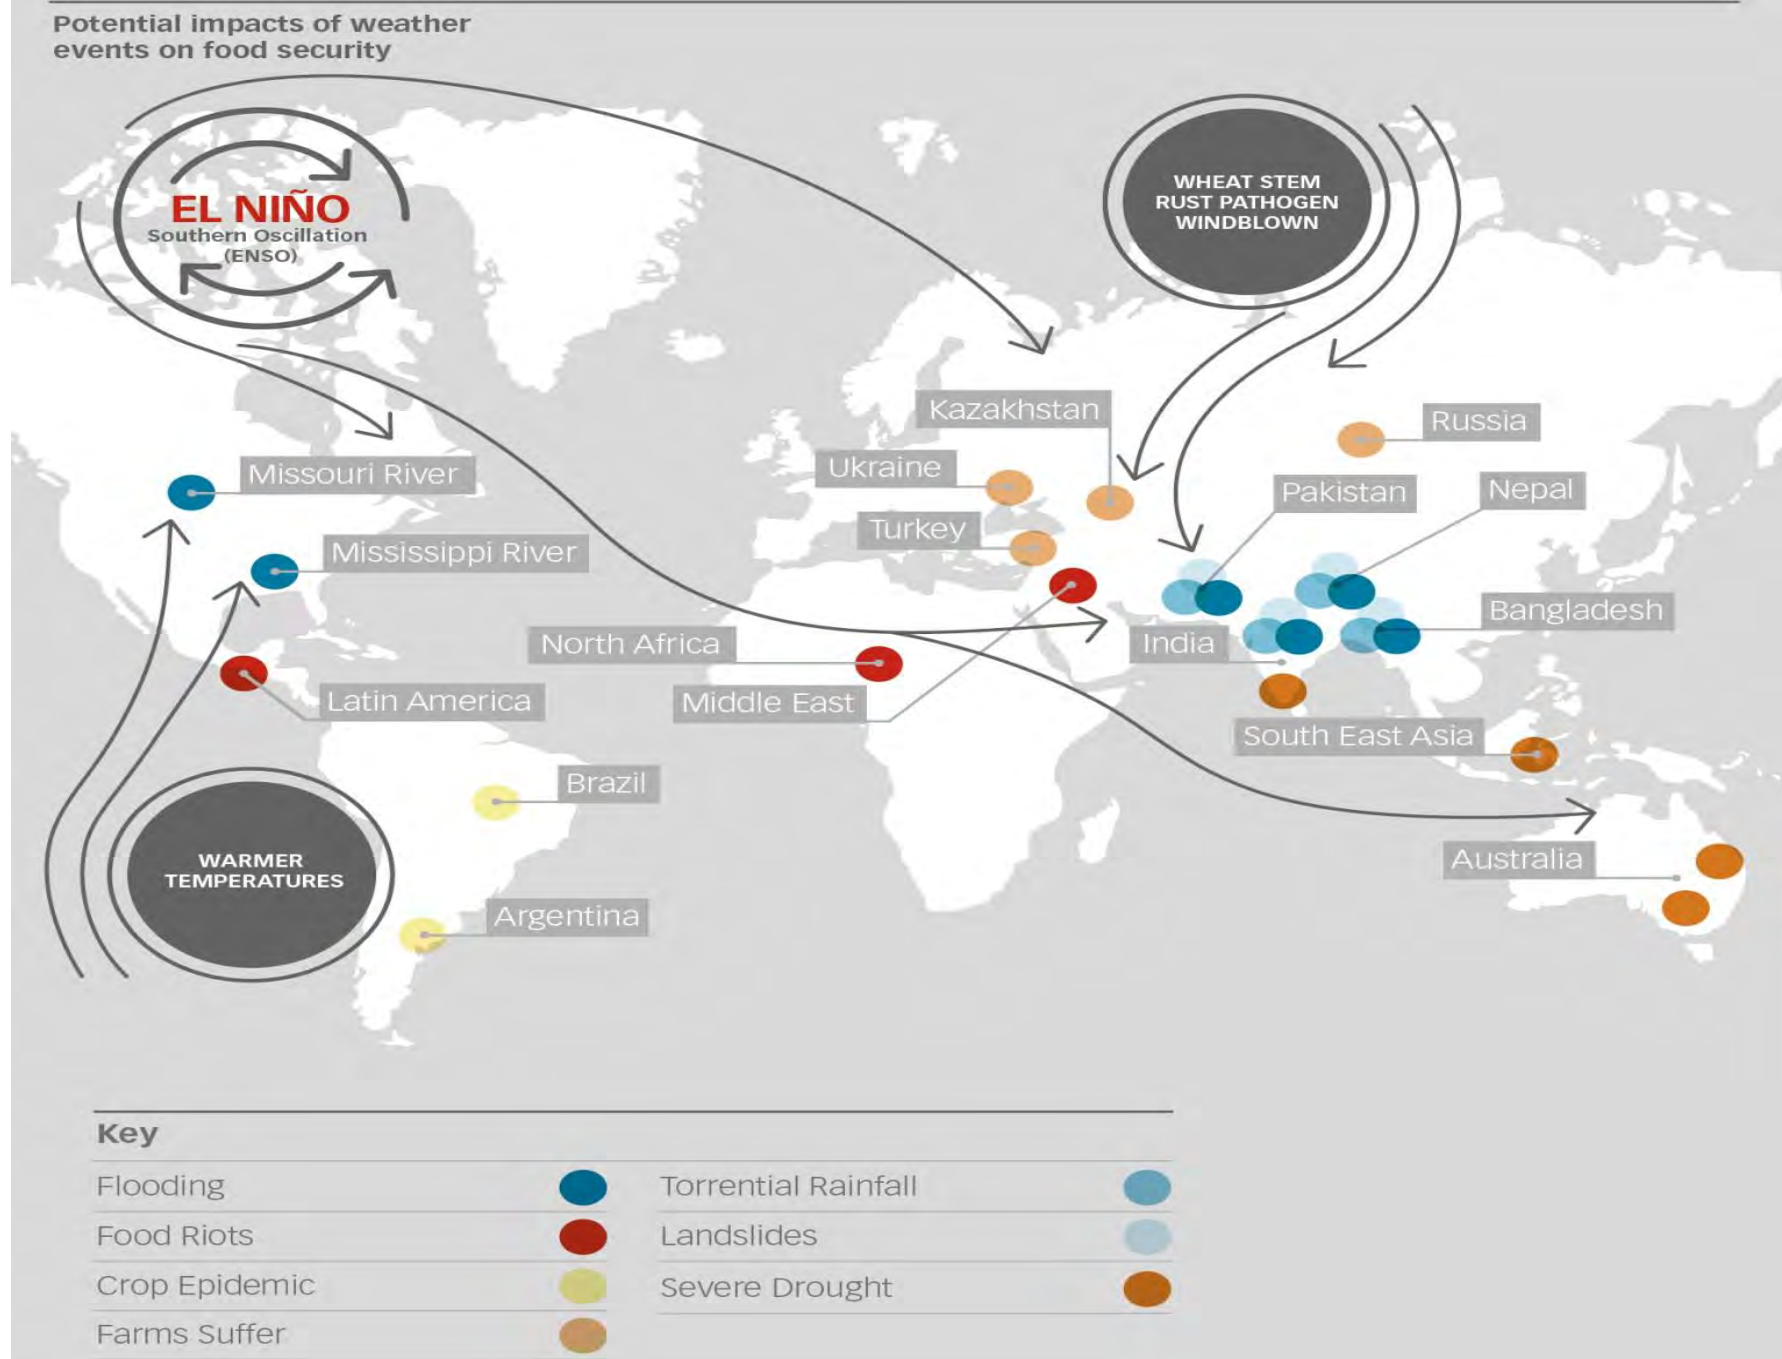 Potential impacts of weather
events on food security
EL NIÑO
Southern Oscillation
(ENSO)
WHEAT STEM
RUST PATHOGEN
WINDBLOWN
Kazakhstan
Russia
Missouri River
Ukraine
Pakistan
Nepal
Turkey
Mississippi River
Bangladesh
North Africa
India
Latin America
Middle East
South East Asia
Brazil
WARMER
TEMPERATURES
Australia
Argentina
Key
Flooding
Torrential Rainfall
Food Riots
Landslides
Crop Epidemic
Severe Drought
Farms Suffer